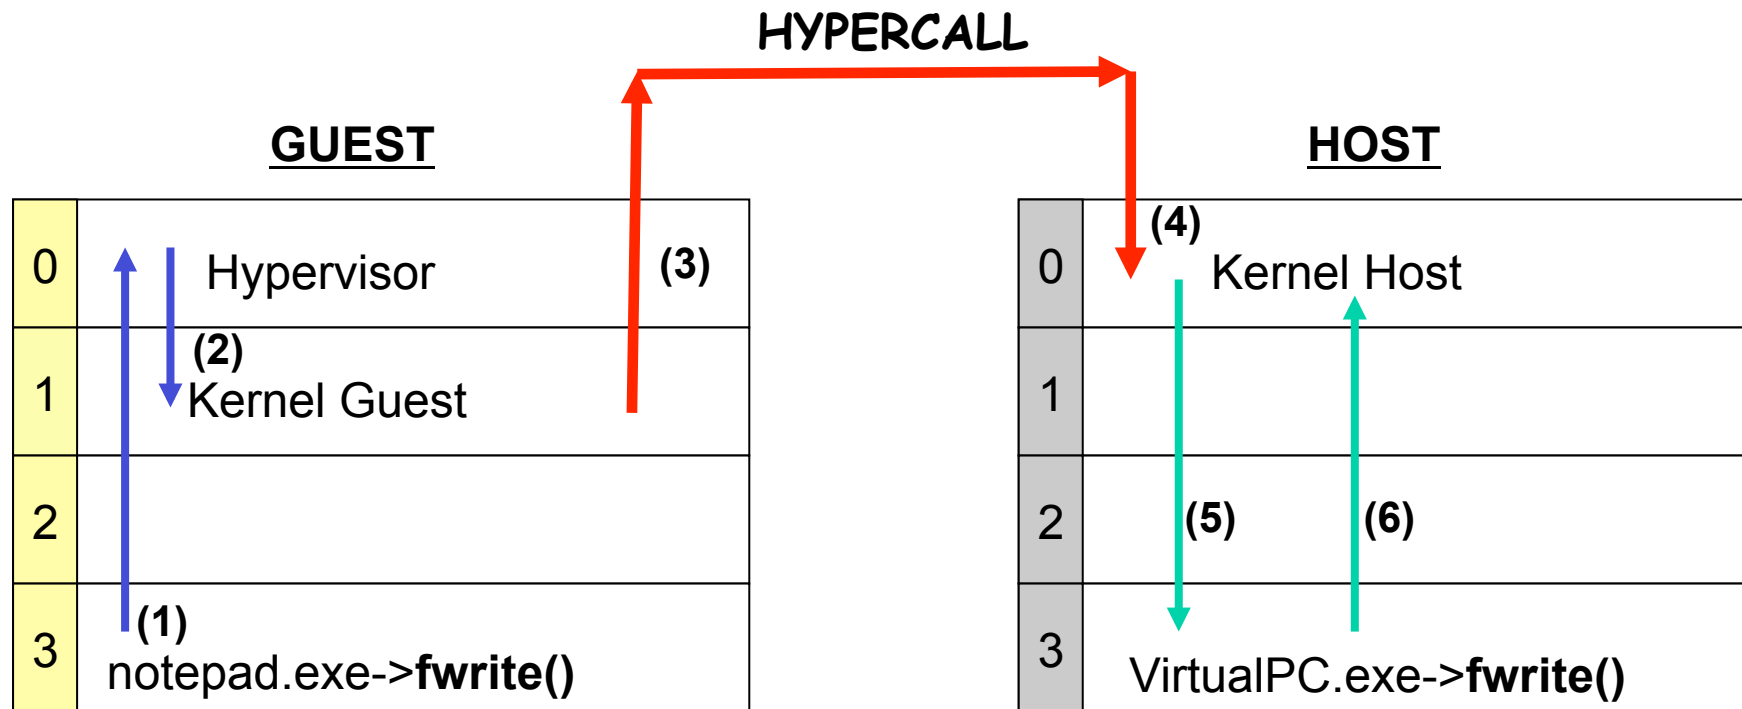 HYPERCALL
GUEST
HOST
0
Hypervisor
(3)
(2)
1
Kernel Guest
2
(1)
3
notepad.exe->fwrite()
(4)
0
Kernel Host
1
2
(5)
(6)
3
VirtualPC.exe->fwrite()